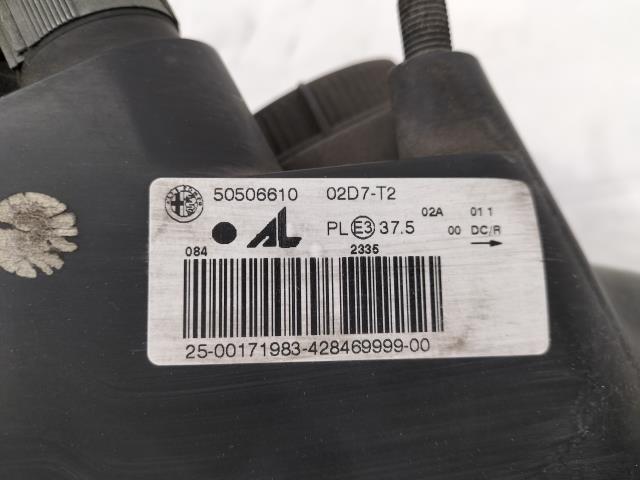 50506610 02D7-T2
AL PL E3 37.5 02A 01 1
00 DC/R
084 2335
25-00171983-428469999-00